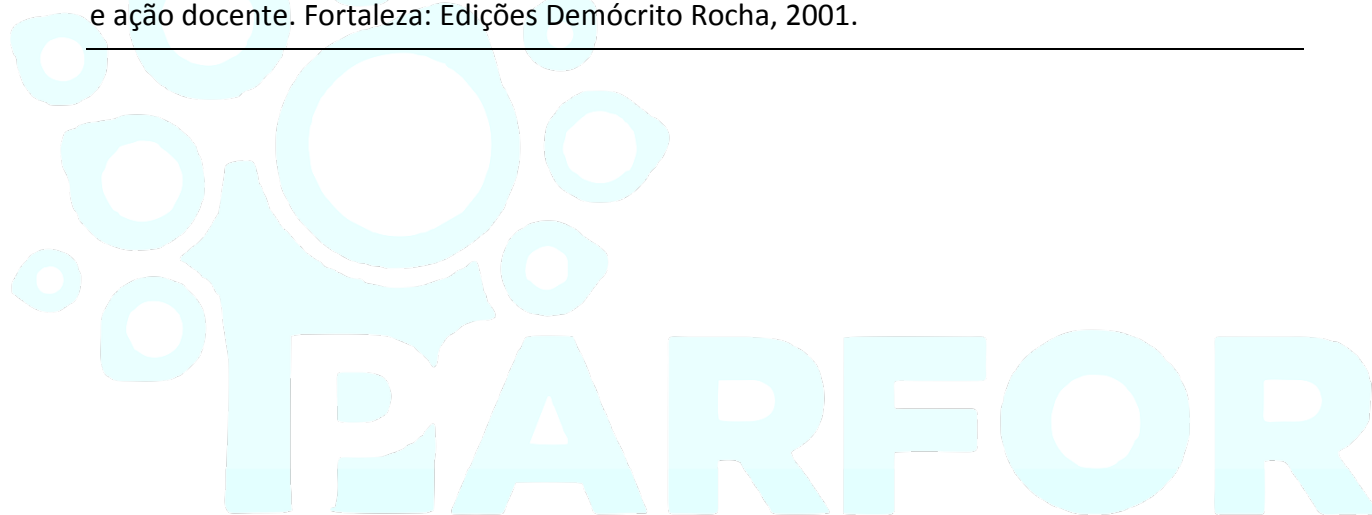 e ação docente. Fortaleza: Edições Demócrito Rocha, 2001.
PARFOR